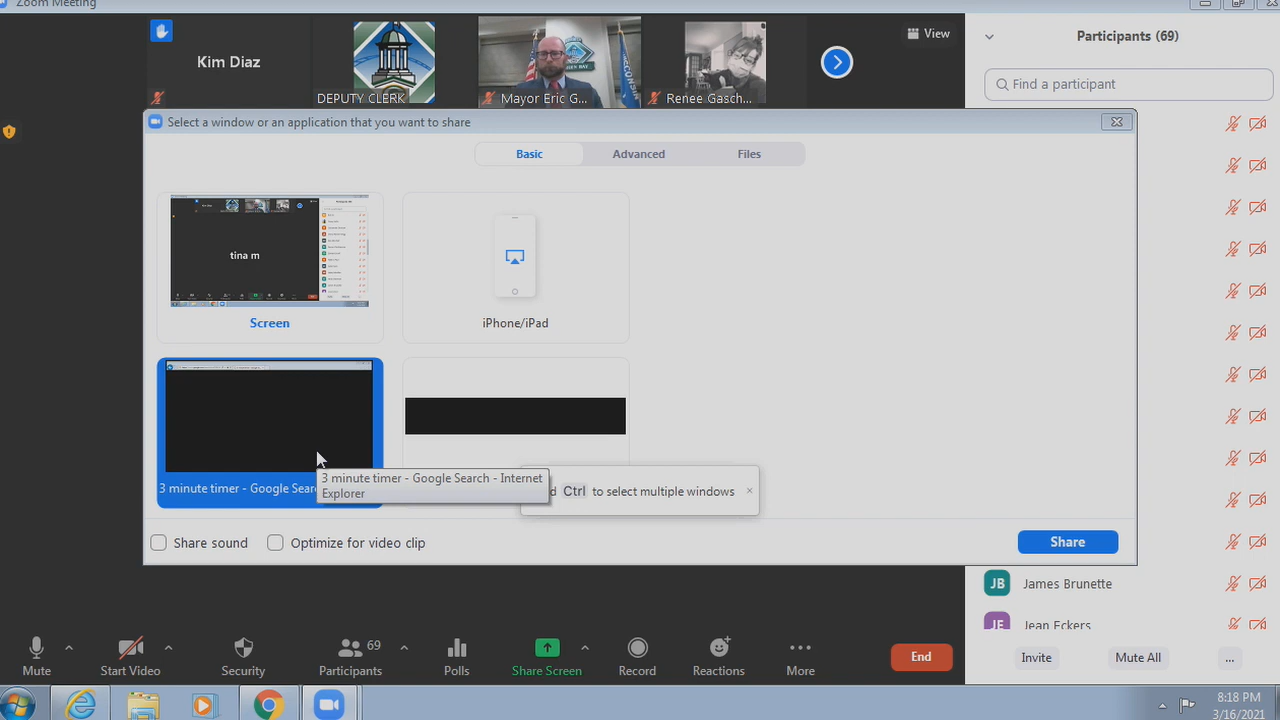 Zoom Meeting
Kim Diaz
DEPUTY CLERK
Mayor Eric G...
Renee Gasch...
View
Participants (69)
Find a participant
Select a window or an application that you want to share
Basic
Advanced
Files
tina m
Screen
iPhone/iPad
3 minute timer - Google Sear
3 minute timer - Google Search - Internet
Explorer
d Ctrl to select multiple windows
Share sound
Optimize for video clip
Share
JB
James Brunette
JE
Jean Eckers
Mute
Start Video
Security
69
Participants
Polls
Share Screen
Record
Reactions
More
End
Invite
Mute All
...
8:18 PM
3/16/2021